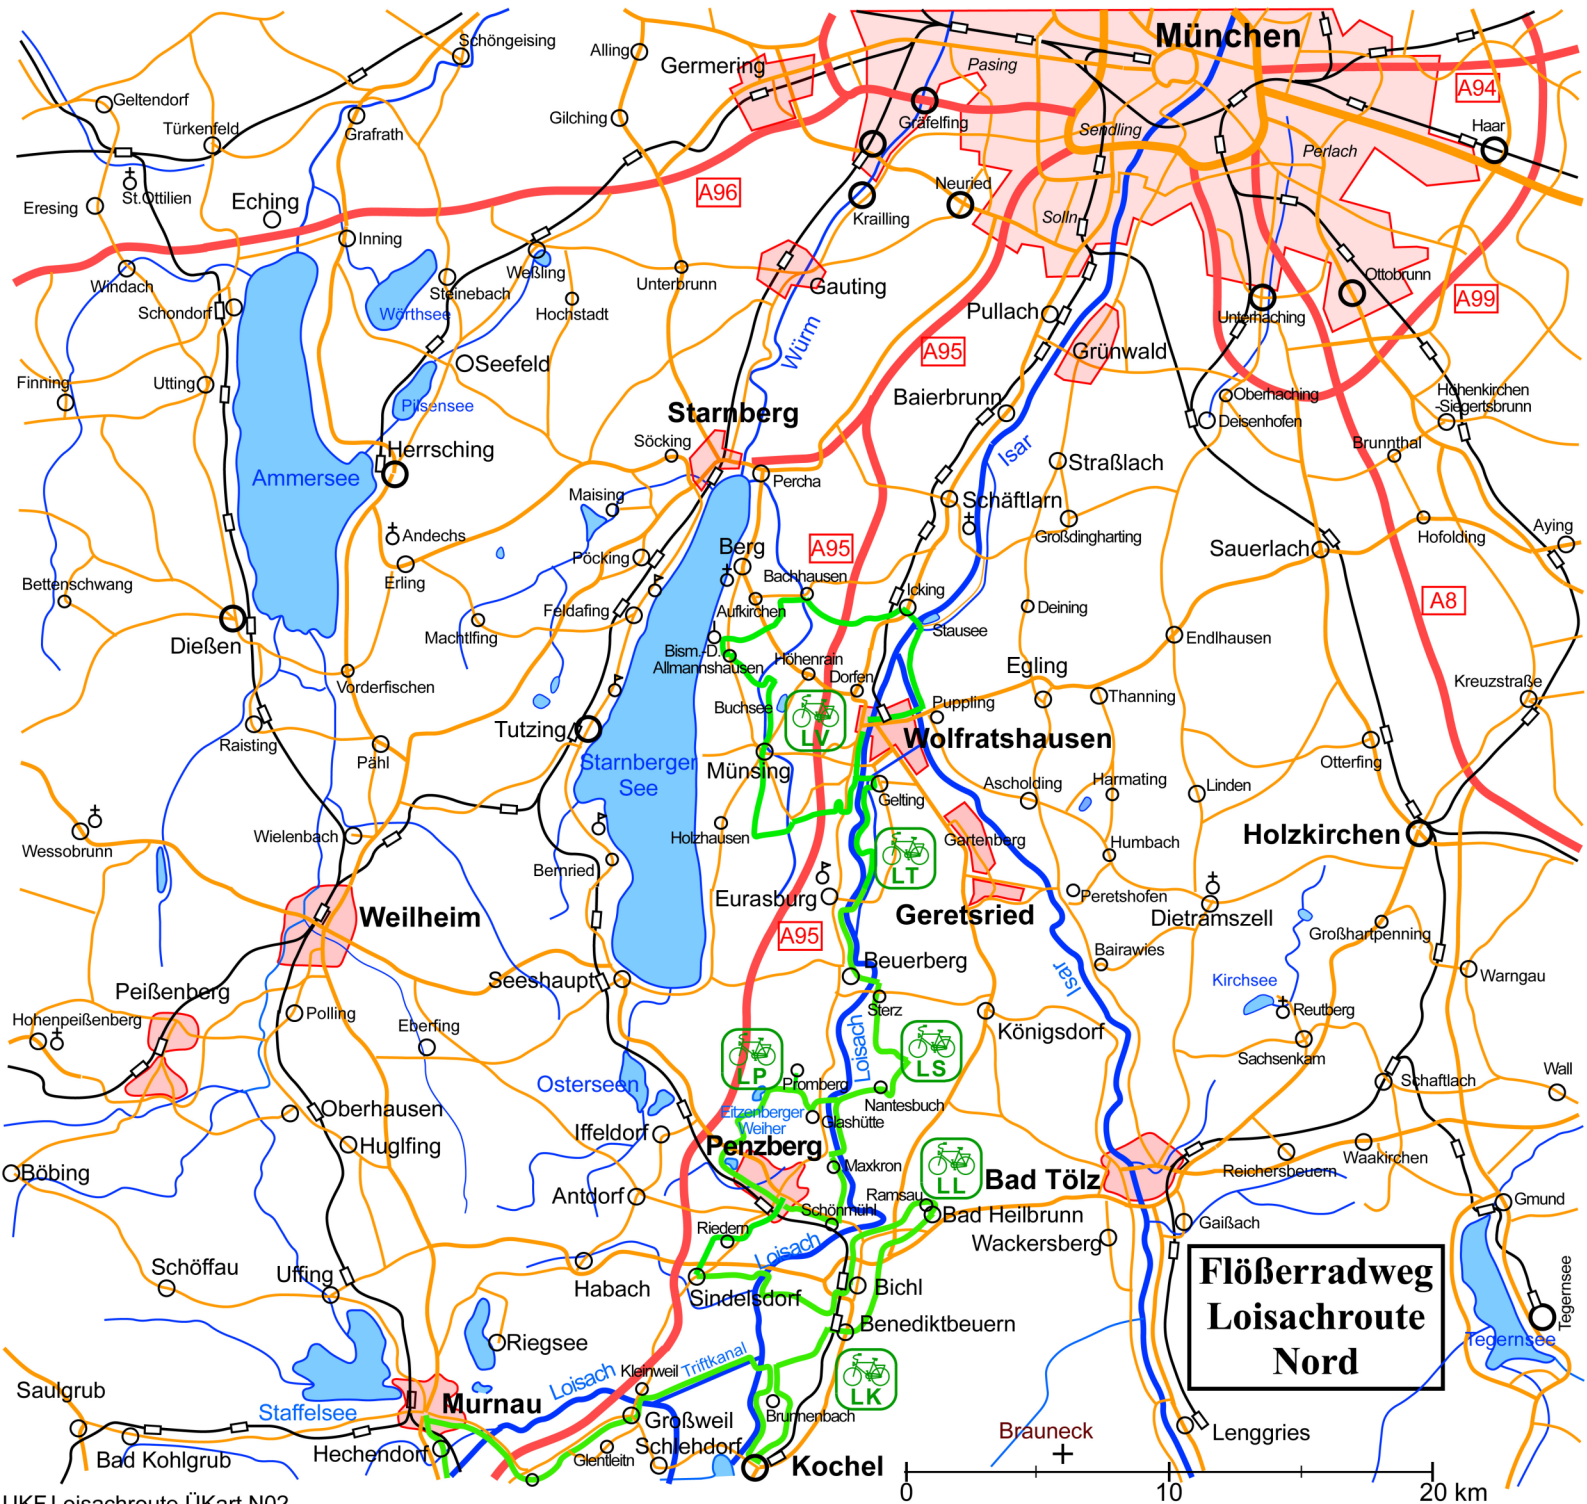 München
Schöngeising
Alling
Germering
Pasing
A94
Geltendorf
Türkenfeld
Grafrath
Gilching
Gräfelfing
Sendling
Haar
Perlach
St.Ottilien
Eching
Eresing
A96
Neuried
Krailling
Solln
Inning
Windach
Weßling
Steinebach
Unterbrunn
Gauting
Ottobrunn
A99
Schondorf
Wörthsee
Hochstadt
Pullach
Unterhaching
Würm
A95
Grünwald
Seefeld
Finning
Utting
Pilsensee
Baierbrunn
Oberhaching
Höhenkirchen
-Siegertsbrunn
Starnberg
Deisenhofen
Söcking
Brunnthal
Herrsching
Isar
Straßlach
Ammersee
Percha
Maising
Schäftlarn
Andechs
Großdingharting
Hofolding
Aying
Berg
A95
Sauerlach
Pöcking
Bachhausen
Erling
Bettenschwang
Icking
Feldafing
Aufkirchen
Deining
A8
Machtlfing
Stausee
Endlhausen
Dießen
Bism.-D.
Allmannshausen
Höhenrain
Dorfen
Egling
Vorderfischen
Puppling
Thanning
Kreuzstraße
Buchsee
LV
Tutzing
Wolfratshausen
Raisting
Pähl
Starnberger
See
Münsing
Otterfing
Ascholding
Harmating
Linden
Gelting
Holzhausen
Wielenbach
Gartenberg
Humbach
Holzkirchen
Wessobrunn
Bernried
LT
Eurasburg
Peretshofen
Weilheim
Geretsried
Dietramszell
A95
Großhartpenning
Bairawies
Beuerberg
Isar
Seeshaupt
Kirchsee
Warngau
Peißenberg
Sterz
Reutberg
Hohenpeißenberg
Polling
Eberfing
Königsdorf
Loisach
LS
Sachsenkam
LP
Osterseen
Promberg
Schaftlach
Wall
Nantesbuch
Oberhausen
Eitzenberger
Weiher
Glashütte
Iffeldorf
Huglfing
Penzberg
Waakirchen
Böbing
Maxkron
LL
Bad Tölz
Reichersbeuern
Antdorf
Ramsau
Gmund
Schönmühl
Bad Heilbrunn
Gaißach
Riedern
Loisach
Wackersberg
Schöffau
Uffing
Habach
Sindelsdorf
Bichl
Flößerradweg
Loisachroute
Nord
Tegernsee
Benediktbeuern
Riegsee
Tegernsee
Triftkanal
Kleinweil
Loisach
LK
Saulgrub
Murnau
Staffelsee
Großweil
Brunnenbach
Brauneck
Lenggries
Hechendorf
Schlehdorf
Bad Kohlgrub
Glentleitn
Kochel
0
10
20 km
UKF Loisachroute ÜKart N02